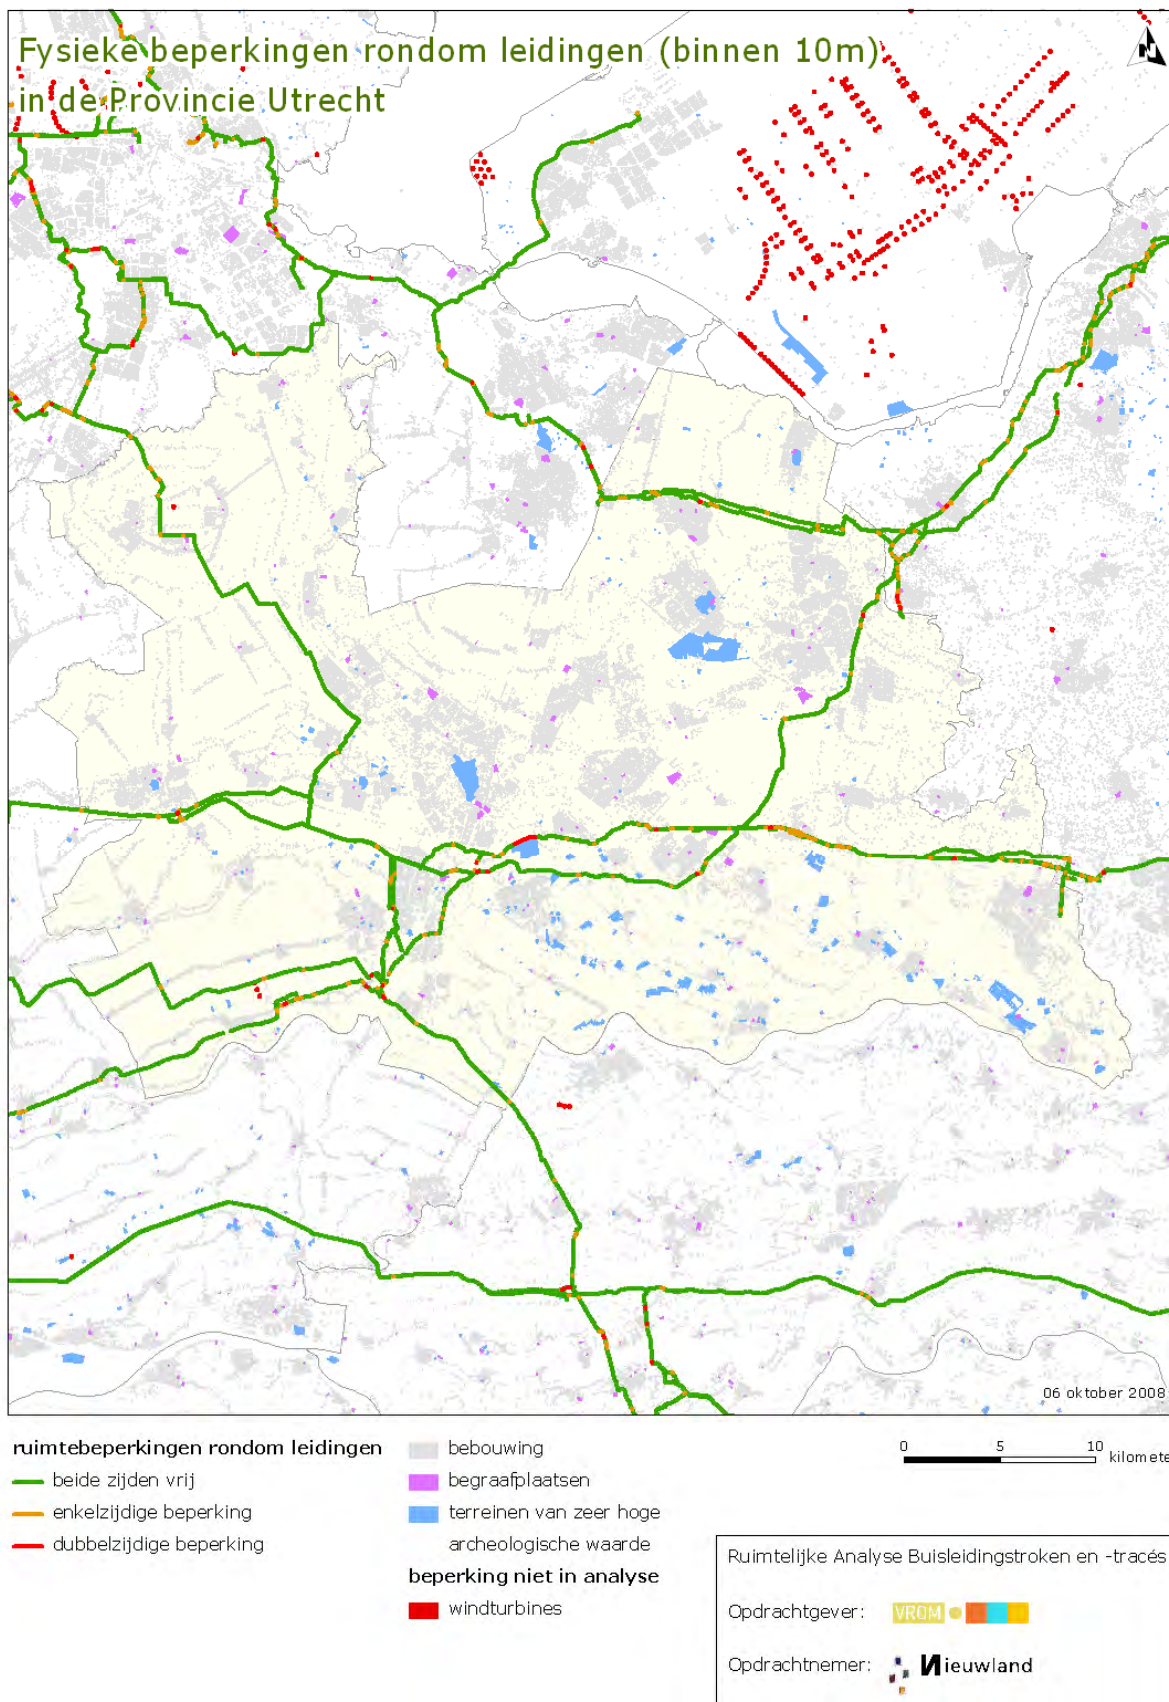 Fysieke beperkingen rondom leidingen (binnen 10m)
in de Provincie Utrecht
N
06 oktober 2008
ruimtebeperkingen rondom leidingen
beide zijden vrij
enkelzijdige beperking
dubbelzijdige beperking
bebouwing
begraafplaatsen
terreinen van zeer hoge
archeologische waarde
beperking niet in analyse
windturbines
0 5 10 kilomete
Ruimtelijke Analyse Buisleidingstroken en -tracés
Opdrachtgever: VROM
Opdrachtnemer: Nieuwland